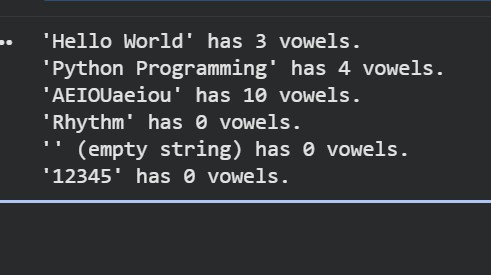 'Hello World' has 3 vowels.
'Python Programming' has 4 vowels.
'AEIOUaeiou' has 10 vowels.
'Rhythm' has 0 vowels.
'' (empty string) has 0 vowels.
'12345' has 0 vowels.